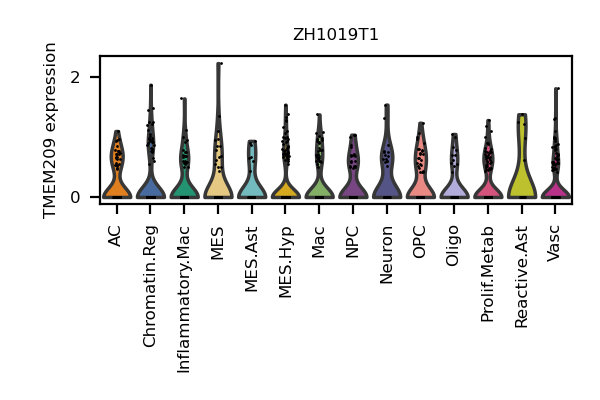 ZH1019T1
TMEM209 expression
2
0
AC
Chromatin.Reg
Inflammatory.Mac
MES
MES.Ast
MES.Hyp
Mac
NPC
Neuron
OPC
Oligo
Prolif.Metab
Reactive.Ast
Vasc